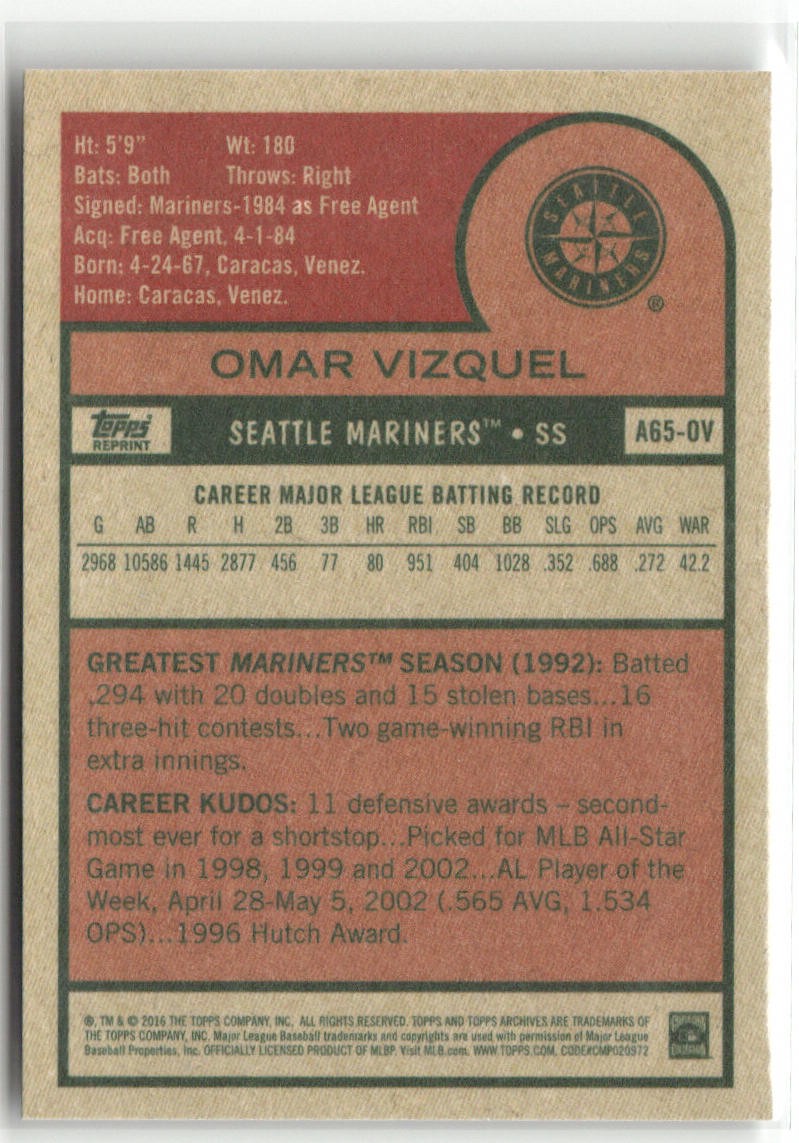 Ht: 5'9" Wt: 180
Bats: Both Throws: Right
Signed: Mariners-1984 as Free Agent
Acq: Free Agent, 4-1-84
Born: 4-24-67, Caracas, Venez.
Home: Caracas, Venez.
SEATTLE
MARINERS
®
OMAR VIZQUEL
Topps®
REPRINT
SEATTLE MARINERS™ • SS
A65-OV
CAREER MAJOR LEAGUE BATTING RECORD
G AB R H 2B 3B HR RBI SB BB SLG OPS AVG WAR
2968 10586 1445 2877 456 77 80 951 404 1028 .352 .688 .272 42.2
GREATEST MARINERS™ SEASON (1992): Batted
.294 with 20 doubles and 15 stolen bases...16
three-hit contests...Two game-winning RBI in
extra innings.
CAREER KUDOS: 11 defensive awards – second-
most ever for a shortstop...Picked for MLB All-Star
Game in 1998, 1999 and 2002...AL Player of the
Week, April 28-May 5, 2002 (.565 AVG, 1.534
OPS)...1996 Hutch Award.
®, TM & © 2016 THE TOPPS COMPANY, INC. ALL RIGHTS RESERVED. TOPPS AND TOPPS ARCHIVES ARE TRADEMARKS OF
THE TOPPS COMPANY, INC. Major League Baseball trademarks and copyrights are used with permission of Major League
Baseball Properties, Inc. OFFICIALLY LICENSED PRODUCT OF MLBP. Visit MLB.com. WWW.TOPPS.COM. CODE#CMP020972